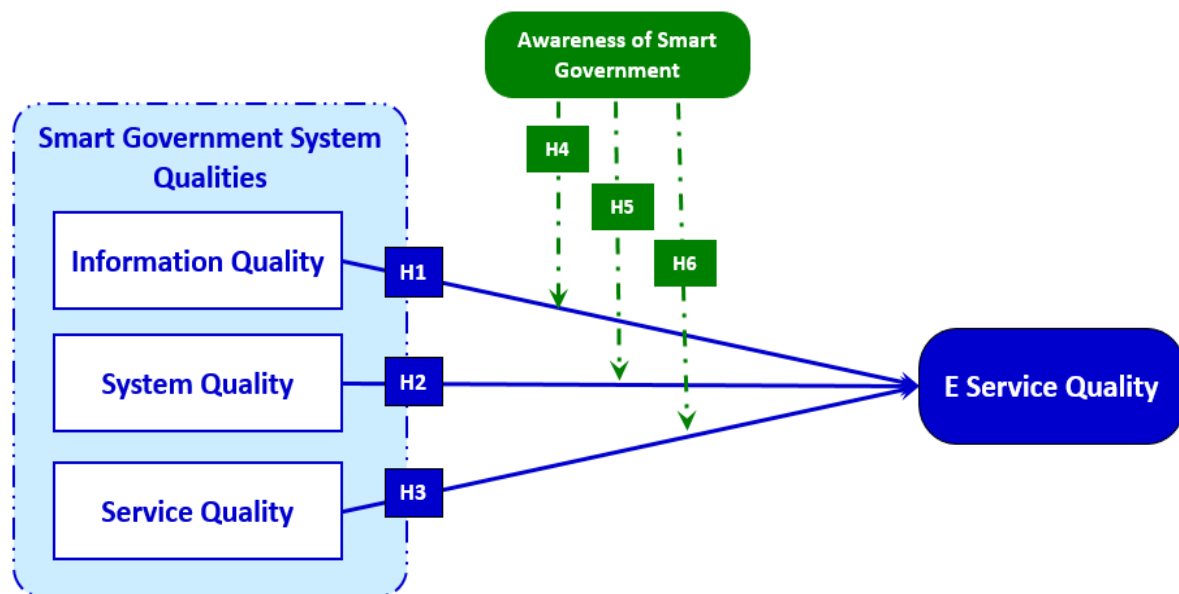 Awareness of Smart
Government
Smart Government System
Qualities
H4
H5
H6
Information Quality
H1
System Quality
H2
E Service Quality
Service Quality
H3